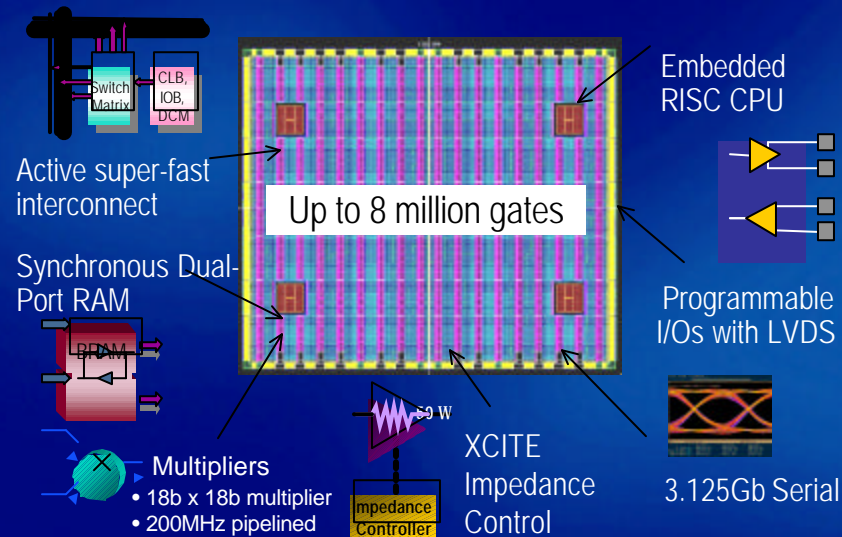 Switch
Matrix
CLB,
IOB,
DCM
Active super-fast
interconnect
Embedded
RISC CPU
Up to 8 million gates
Synchronous Dual-
Port RAM
BRAM
Programmable
I/Os with LVDS
50 W
Multipliers
• 18b x 18b multiplier
• 200MHz pipelined
mpedance
Controller
XCITE
Impedance
Control
3.125Gb Serial